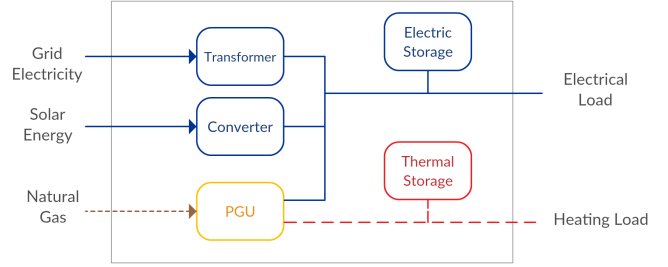 Grid
Electricity
Transformer
Electric
Storage
Electrical
Load
Solar
Energy
Converter
Thermal
Storage
Natural
Gas
PGU
Heating Load